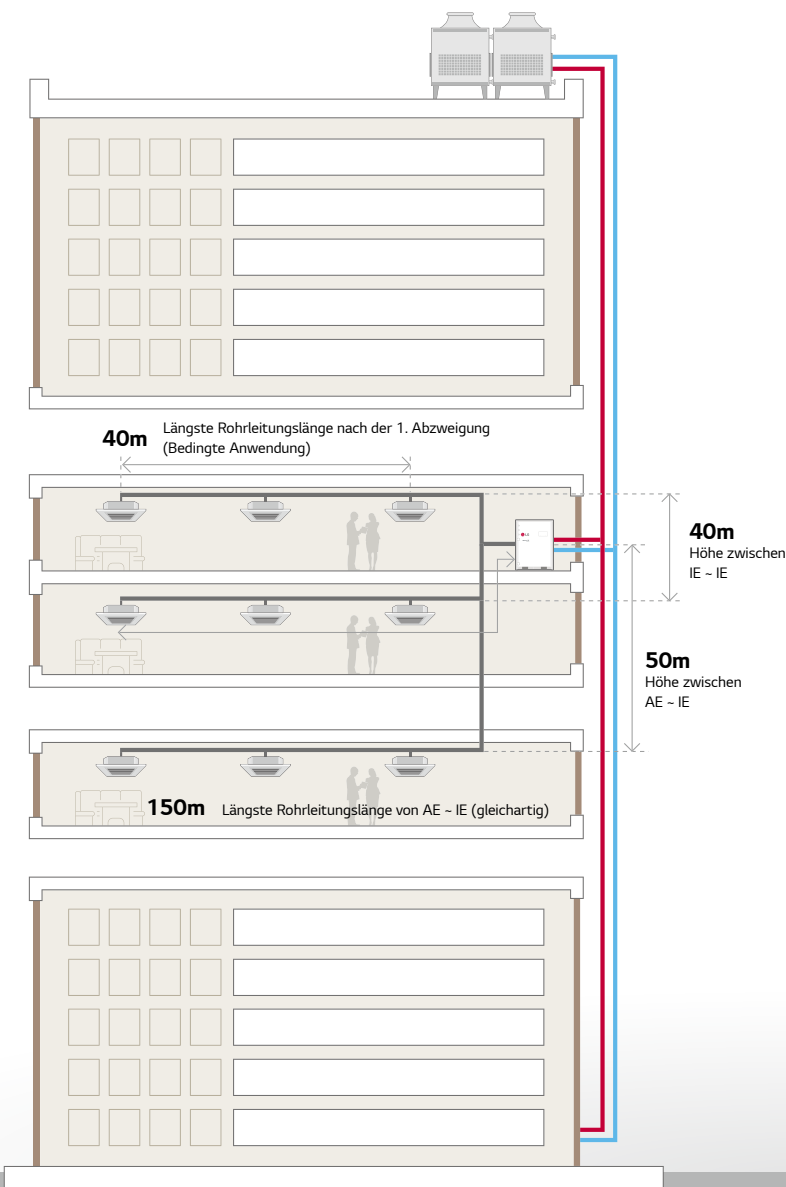 40m
Längste Rohrleitungslänge nach der 1. Abzweigung
(Bedingte Anwendung)
LG
40m
Höhe zwischen
IE ~ IE
50m
Höhe zwischen
AE ~ IE
150m Längste Rohrleitungslänge von AE ~ IE (gleichartig)